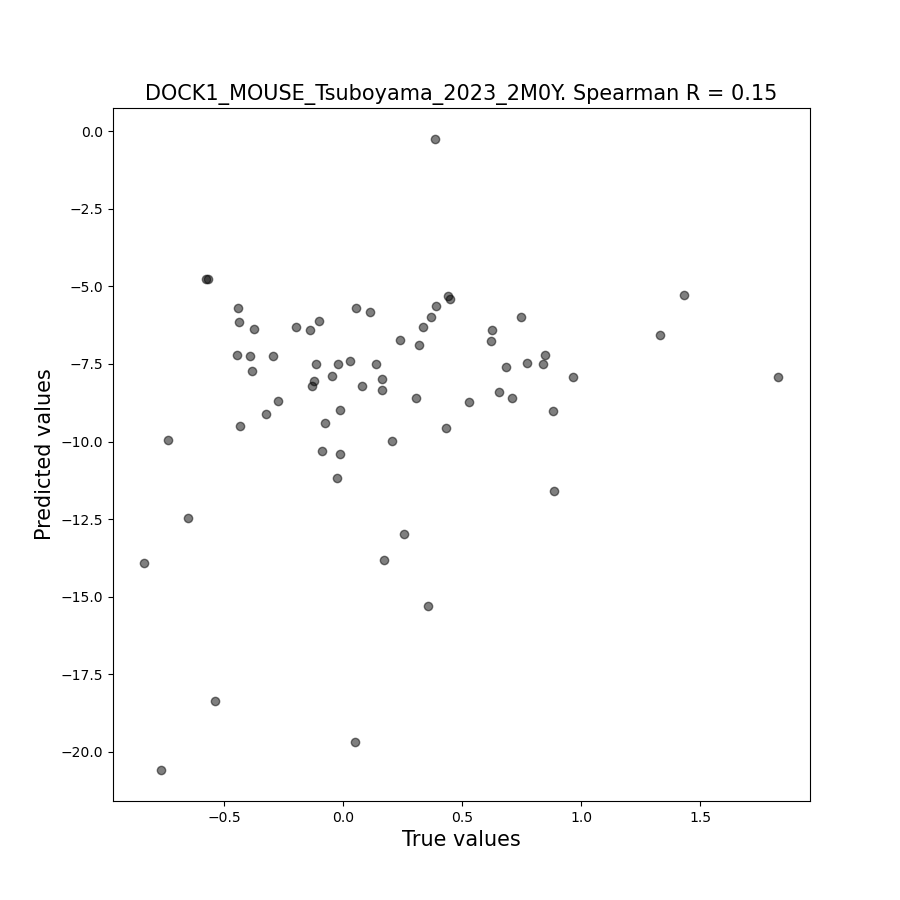 DOCK1_MOUSE_Tsuboyama_2023_2M0Y. Spearman R = 0.15
0.0
−2.5
−5.0
−7.5
−10.0
−12.5
−15.0
−17.5
−20.0
Predicted values
−0.5 0.0 0.5 1.0 1.5
True values